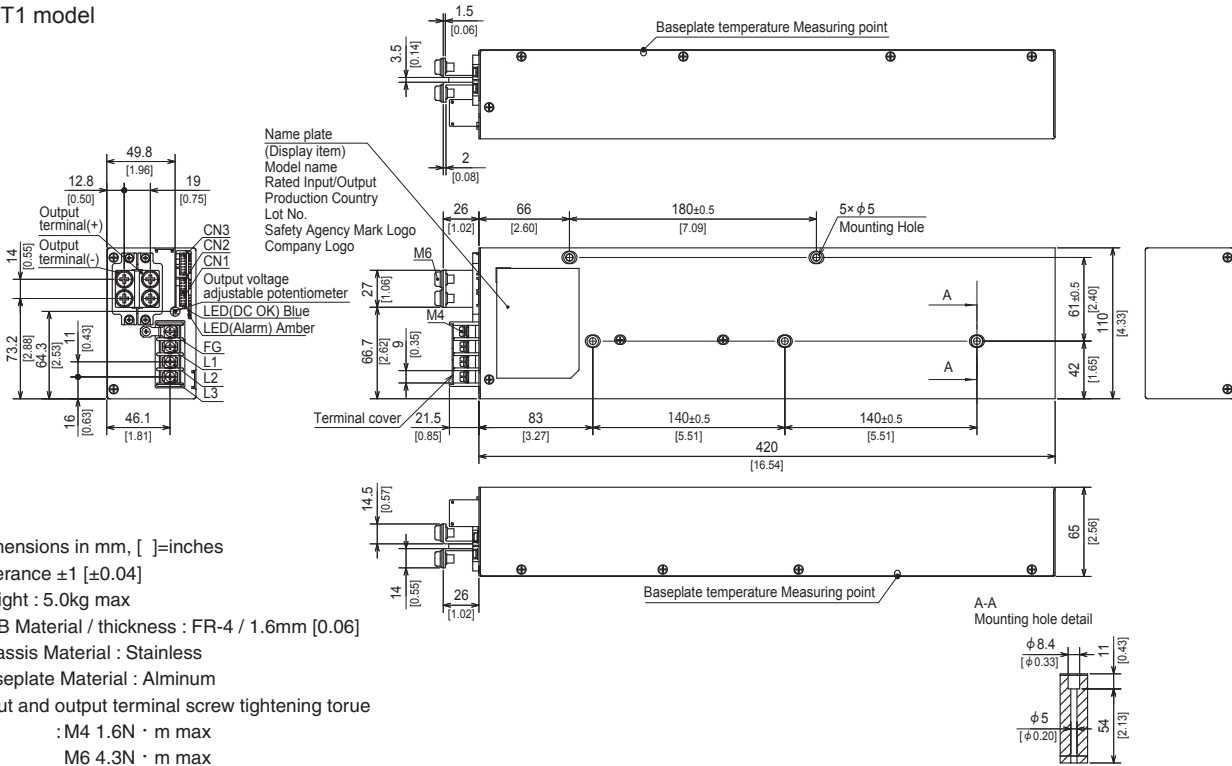 T1 model
1.5
[0.06]
3.5
[0.14]
Baseplate temperature Measuring point
2
[0.08]
Name plate
(Display item)
Model name
Rated Input/Output
Production Country
Lot No.
Safety Agency Mark Logo
Company Logo
49.8
[1.96]
12.8
[0.50]
19
[0.75]
Output
terminal(+)
Output
terminal(-)
CN3
CN2
CN1
Output voltage
adjustable potentiometer
LED(DC OK) Blue
LED(Alarm) Amber
FG
L1
L2
L3
14
[0.55]
73.2
[2.88]
64.3
[2.53]
11
[0.43]
16
[0.63]
46.1
[1.81]
26
[1.02]
66
[2.60]
180±0.5
[7.09]
5×φ5
Mounting Hole
M6
27
[1.06]
M4
66.7
[2.62]
9
[0.35]
A
A
61±0.5
[2.40]
110
[4.33]
42
[1.65]
Terminal cover
21.5
[0.85]
83
[3.27]
140±0.5
[5.51]
140±0.5
[5.51]
420
[16.54]
14.5
[0.57]
14
[0.55]
26
[1.02]
65
[2.56]
Baseplate temperature Measuring point
A-A
Mounting hole detail
φ8.4
[φ0.33]
11
[0.43]
φ5
[φ0.20]
54
[2.13]
mensions in mm, [ ]=inches
erance ±1 [±0.04]
ight : 5.0kg max
B Material / thickness : FR-4 / 1.6mm [0.06]
assis Material : Stainless
seplate Material : Alminum
ut and output terminal screw tightening torue
: M4 1.6N・m max
M6 4.3N・m max